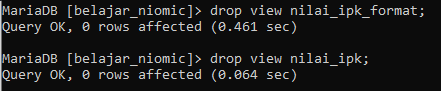 MariaDB [belajar_niomic]> drop view nilai_ipk_format;
Query OK, 0 rows affected (0.461 sec)
MariaDB [belajar_niomic]> drop view nilai_ipk;
Query OK, 0 rows affected (0.064 sec)